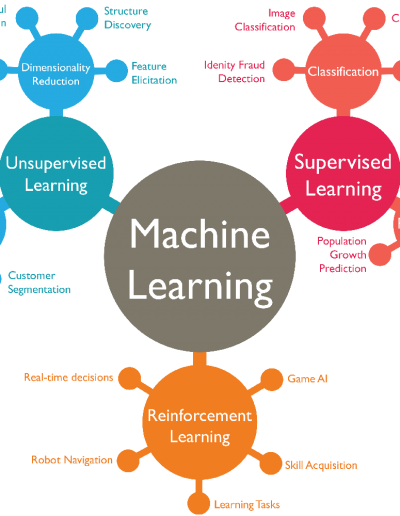 ul
n
Structure
Discovery
Dimensionality
Reduction
Feature
Elicitation
Image
Classification
C
Idenity Fraud
Detection
Classification
Unsupervised
Learning
Supervised
Learning
Machine
Learning
Population
Growth
Prediction
Customer
Segmentation
Real-time decisions
Game AI
Reinforcement
Learning
Robot Navigation
Skill Acquisition
Learning Tasks